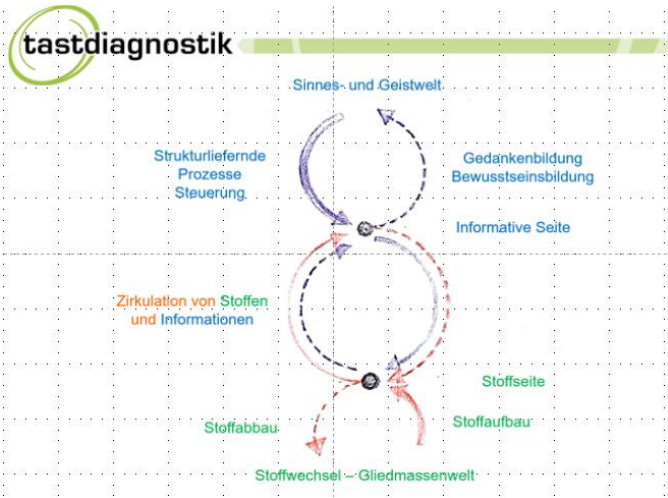 tastdiagnostik
Sinnes- und Geistwelt
Strukturliefernde
Prozesse
Steuerung
Gedankenbildung
Bewusstseinsbildung
Informative Seite
Zirkulation von Stoffen
und Informationen
Stoffseite
Stoffaufbau
Stoffabbau
Stoffwechsel – Gliedmassenwelt